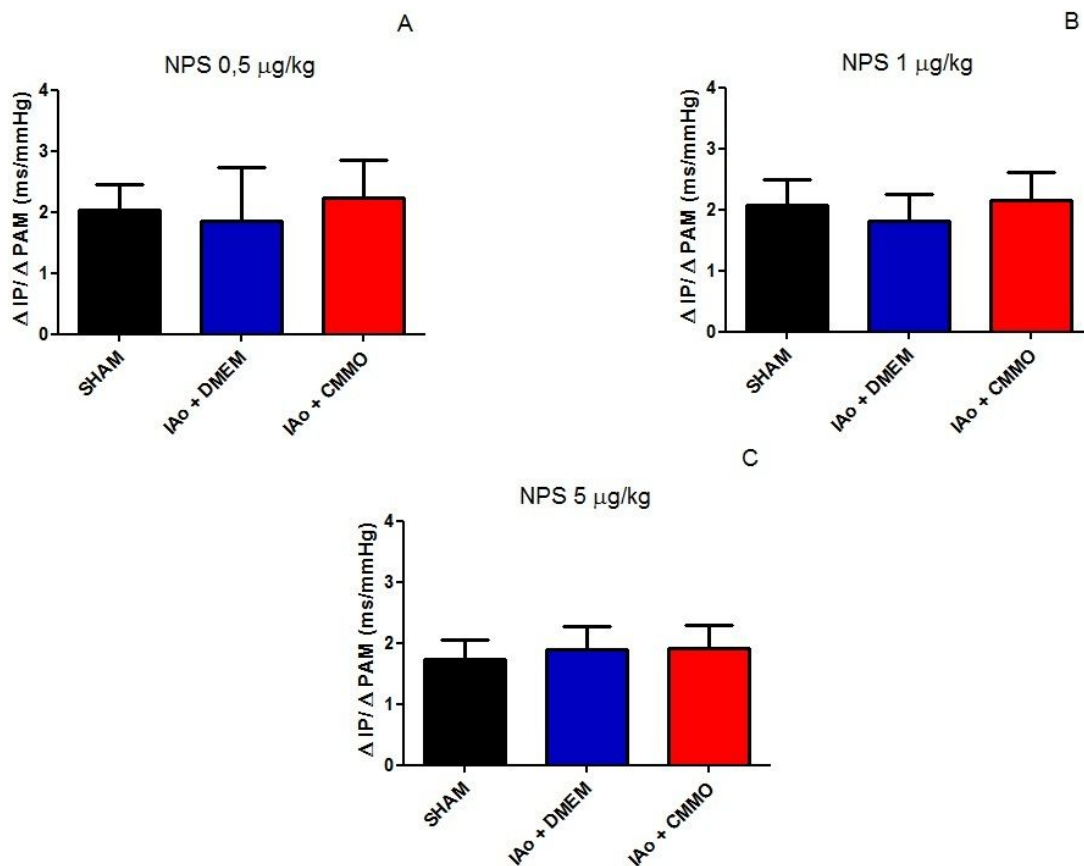 A
NPS 0,5 μg/kg
Δ IP/ Δ PAM (ms/mmHg)
4
3
2
1
0
SHAM
IAo + DMEM
IAo + CMMO
B
NPS 1 μg/kg
Δ IP/ Δ PAM (ms/mmHg)
4
3
2
1
0
SHAM
IAo + DMEM
IAo + CMMO
C
NPS 5 μg/kg
Δ IP/ Δ PAM (ms/mmHg)
4
3
2
1
0
SHAM
IAo + DMEM
IAo + CMMO